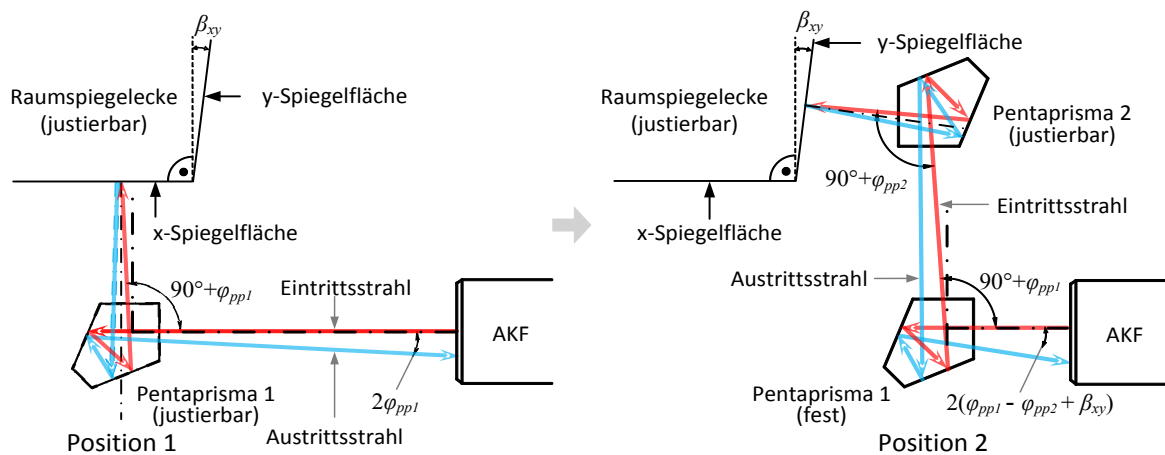 β_xy
Raumspiegelecke
(justierbar)
y-Spiegelfläche
x-Spiegelfläche
90°+φ_pp1
Eintrittsstrahl
AKF
2φ_pp1
Pentaprisma 1
(justierbar)
Austrittsstrahl
Position 1
β_xy
y-Spiegelfläche
Raumspiegelecke
(justierbar)
Pentaprisma 2
(justierbar)
90°+φ_pp2
Eintrittsstrahl
x-Spiegelfläche
Austrittsstrahl
90°+φ_pp1
AKF
Pentaprisma 1
(fest)
2(φ_pp1 - φ_pp2 + β_xy)
Position 2